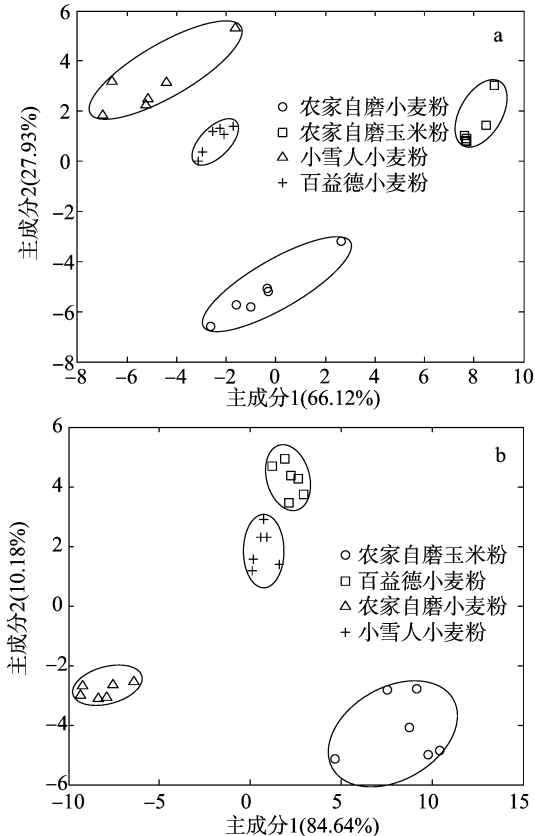 6
a
4
2
0
−2
−4
−6
−8
主成分2(27.93%)
农家自磨小麦粉
农家自磨玉米粉
小雪人小麦粉
百益德小麦粉
−8 −6 −4 −2 0 2 4 6 8 10
主成分1(66.12%)
6
b
4
2
0
−2
−4
−6
主成分2(10.18%)
农家自磨玉米粉
百益德小麦粉
农家自磨小麦粉
小雪人小麦粉
−10 −5 0 5 10 15
主成分1(84.64%)